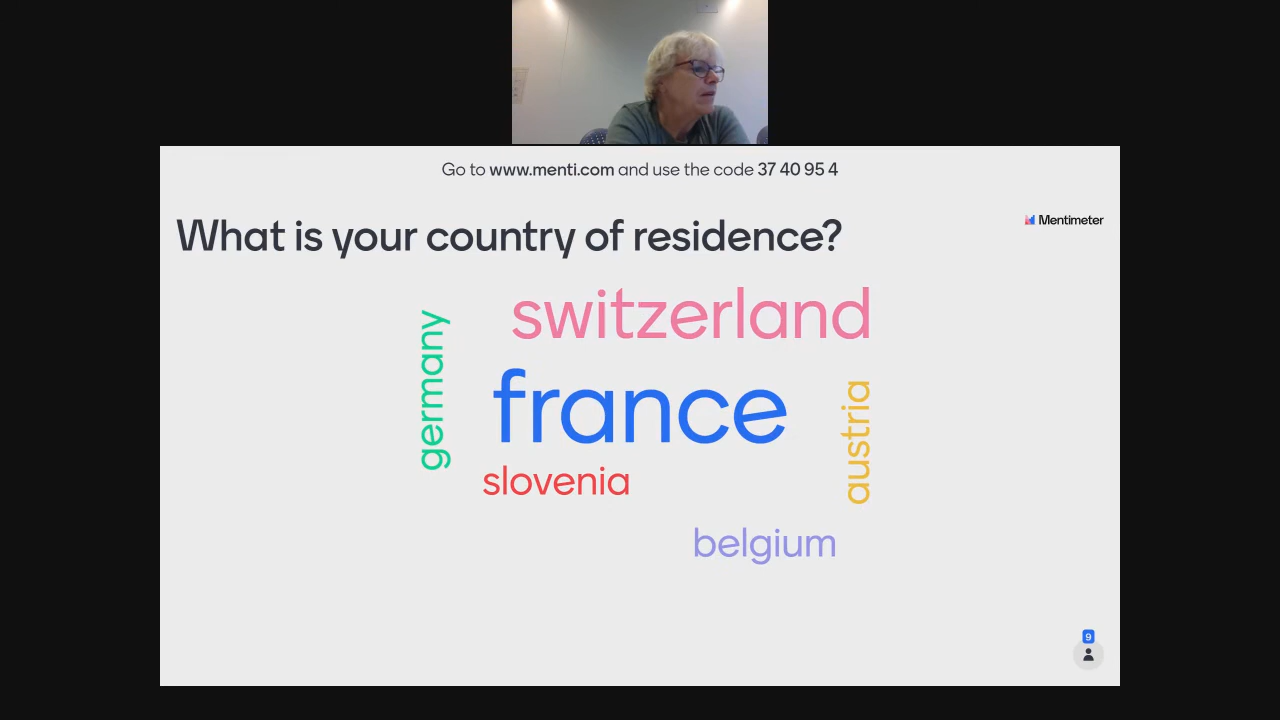 Go to www.menti.com and use the code 37 40 95 4
Mentimeter
What is your country of residence?
switzerland
germany
france
austria
slovenia
belgium
9